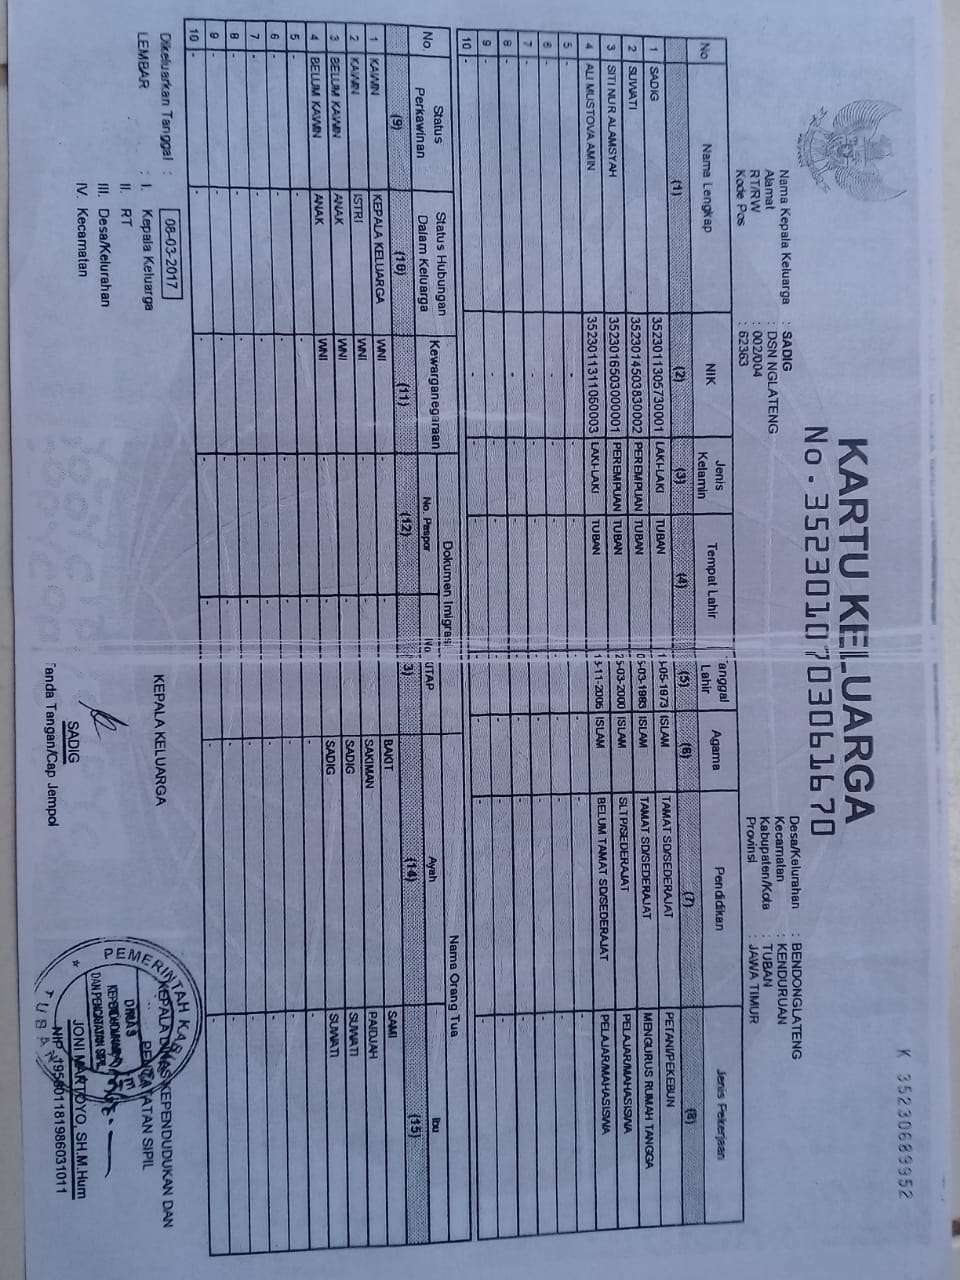 K 35230689952
KARTU KELUARGA
No. 3523010703061670
Nama Kepala Keluarga : SADIG
Alamat : DSN NGLATENG
RT/RW : 002/004
Kode Pos : 62363
Desa/Kelurahan : BENDONGLATENG
Kecamatan : KENDURUAN
Kabupaten/Kota : TUBAN
Provinsi : JAWA TIMUR
No Nama Lengkap NIK Jenis Kelamin Tempat Lahir Tanggal Lahir Agama Pendidikan Jenis Pekerjaan
(1) (2) (3) (4) (5) (6) (7) (8)
1 SADIG 3523011305730001 LAKI-LAKI TUBAN -05-1973 ISLAM TAMAT SD/SEDERAJAT PETANI/PEKEBUN
2 SUWATI 3523014503830002 PEREMPUAN TUBAN 05-03-1983 ISLAM TAMAT SD/SEDERAJAT MENGURUS RUMAH TANGGA
3 SITI NUR ALAMSYAH 3523016503000001 PEREMPUAN TUBAN 25-03-2000 ISLAM SLTP/SEDERAJAT PELAJAR/MAHASISWA
4 ALI MUSTOVA AMIN 3523011311050003 LAKI-LAKI TUBAN 13-11-2005 ISLAM BELUM TAMAT SD/SEDERAJAT PELAJAR/MAHASISWA
5 - - - - - - - -
6 - - - - - - - -
7 - - - - - - - -
8 - - - - - - - -
9 - - - - - - - -
10 - - - - - - - -
No. Status Perkawinan Status Hubungan Dalam Keluarga Kewarganegaraan Dokumen Imigrasi Nama Orang Tua
No. Paspor No KITAP Ayah Ibu
(9) (10) (11) (12) 3) (14) (15)
1 KAWIN KEPALA KELUARGA WNI - - BAKIT SAMI
2 KAWIN ISTRI WNI - - SAKIMAN PAIDJAH
3 BELUM KAWIN ANAK WNI - - SADIG SUWATI
4 BELUM KAWIN ANAK WNI - - SADIG SUWATI
5 - - - - - - -
6 - - - - - - -
7 - - - - - - -
8 - - - - - - -
9 - - - - - - -
10 - - - - - - -
Dikeluarkan Tanggal : 08-03-2017
LEMBAR : I. Kepala Keluarga
II. RT
III. Desa/Kelurahan
IV. Kecamatan
KEPALA KELUARGA
SADIG
Tanda Tangan/Cap Jempol
KEPALA DINAS KEPENDUDUKAN DAN
PENCATATAN SIPIL
PEMERINTAH KAB
DINAS
KEPENDUDUKAN
DAN PENCATATAN SIPIL
TUBAN
JONI MARTOYO, SH.M.Hum
NIP. 195801181986031011